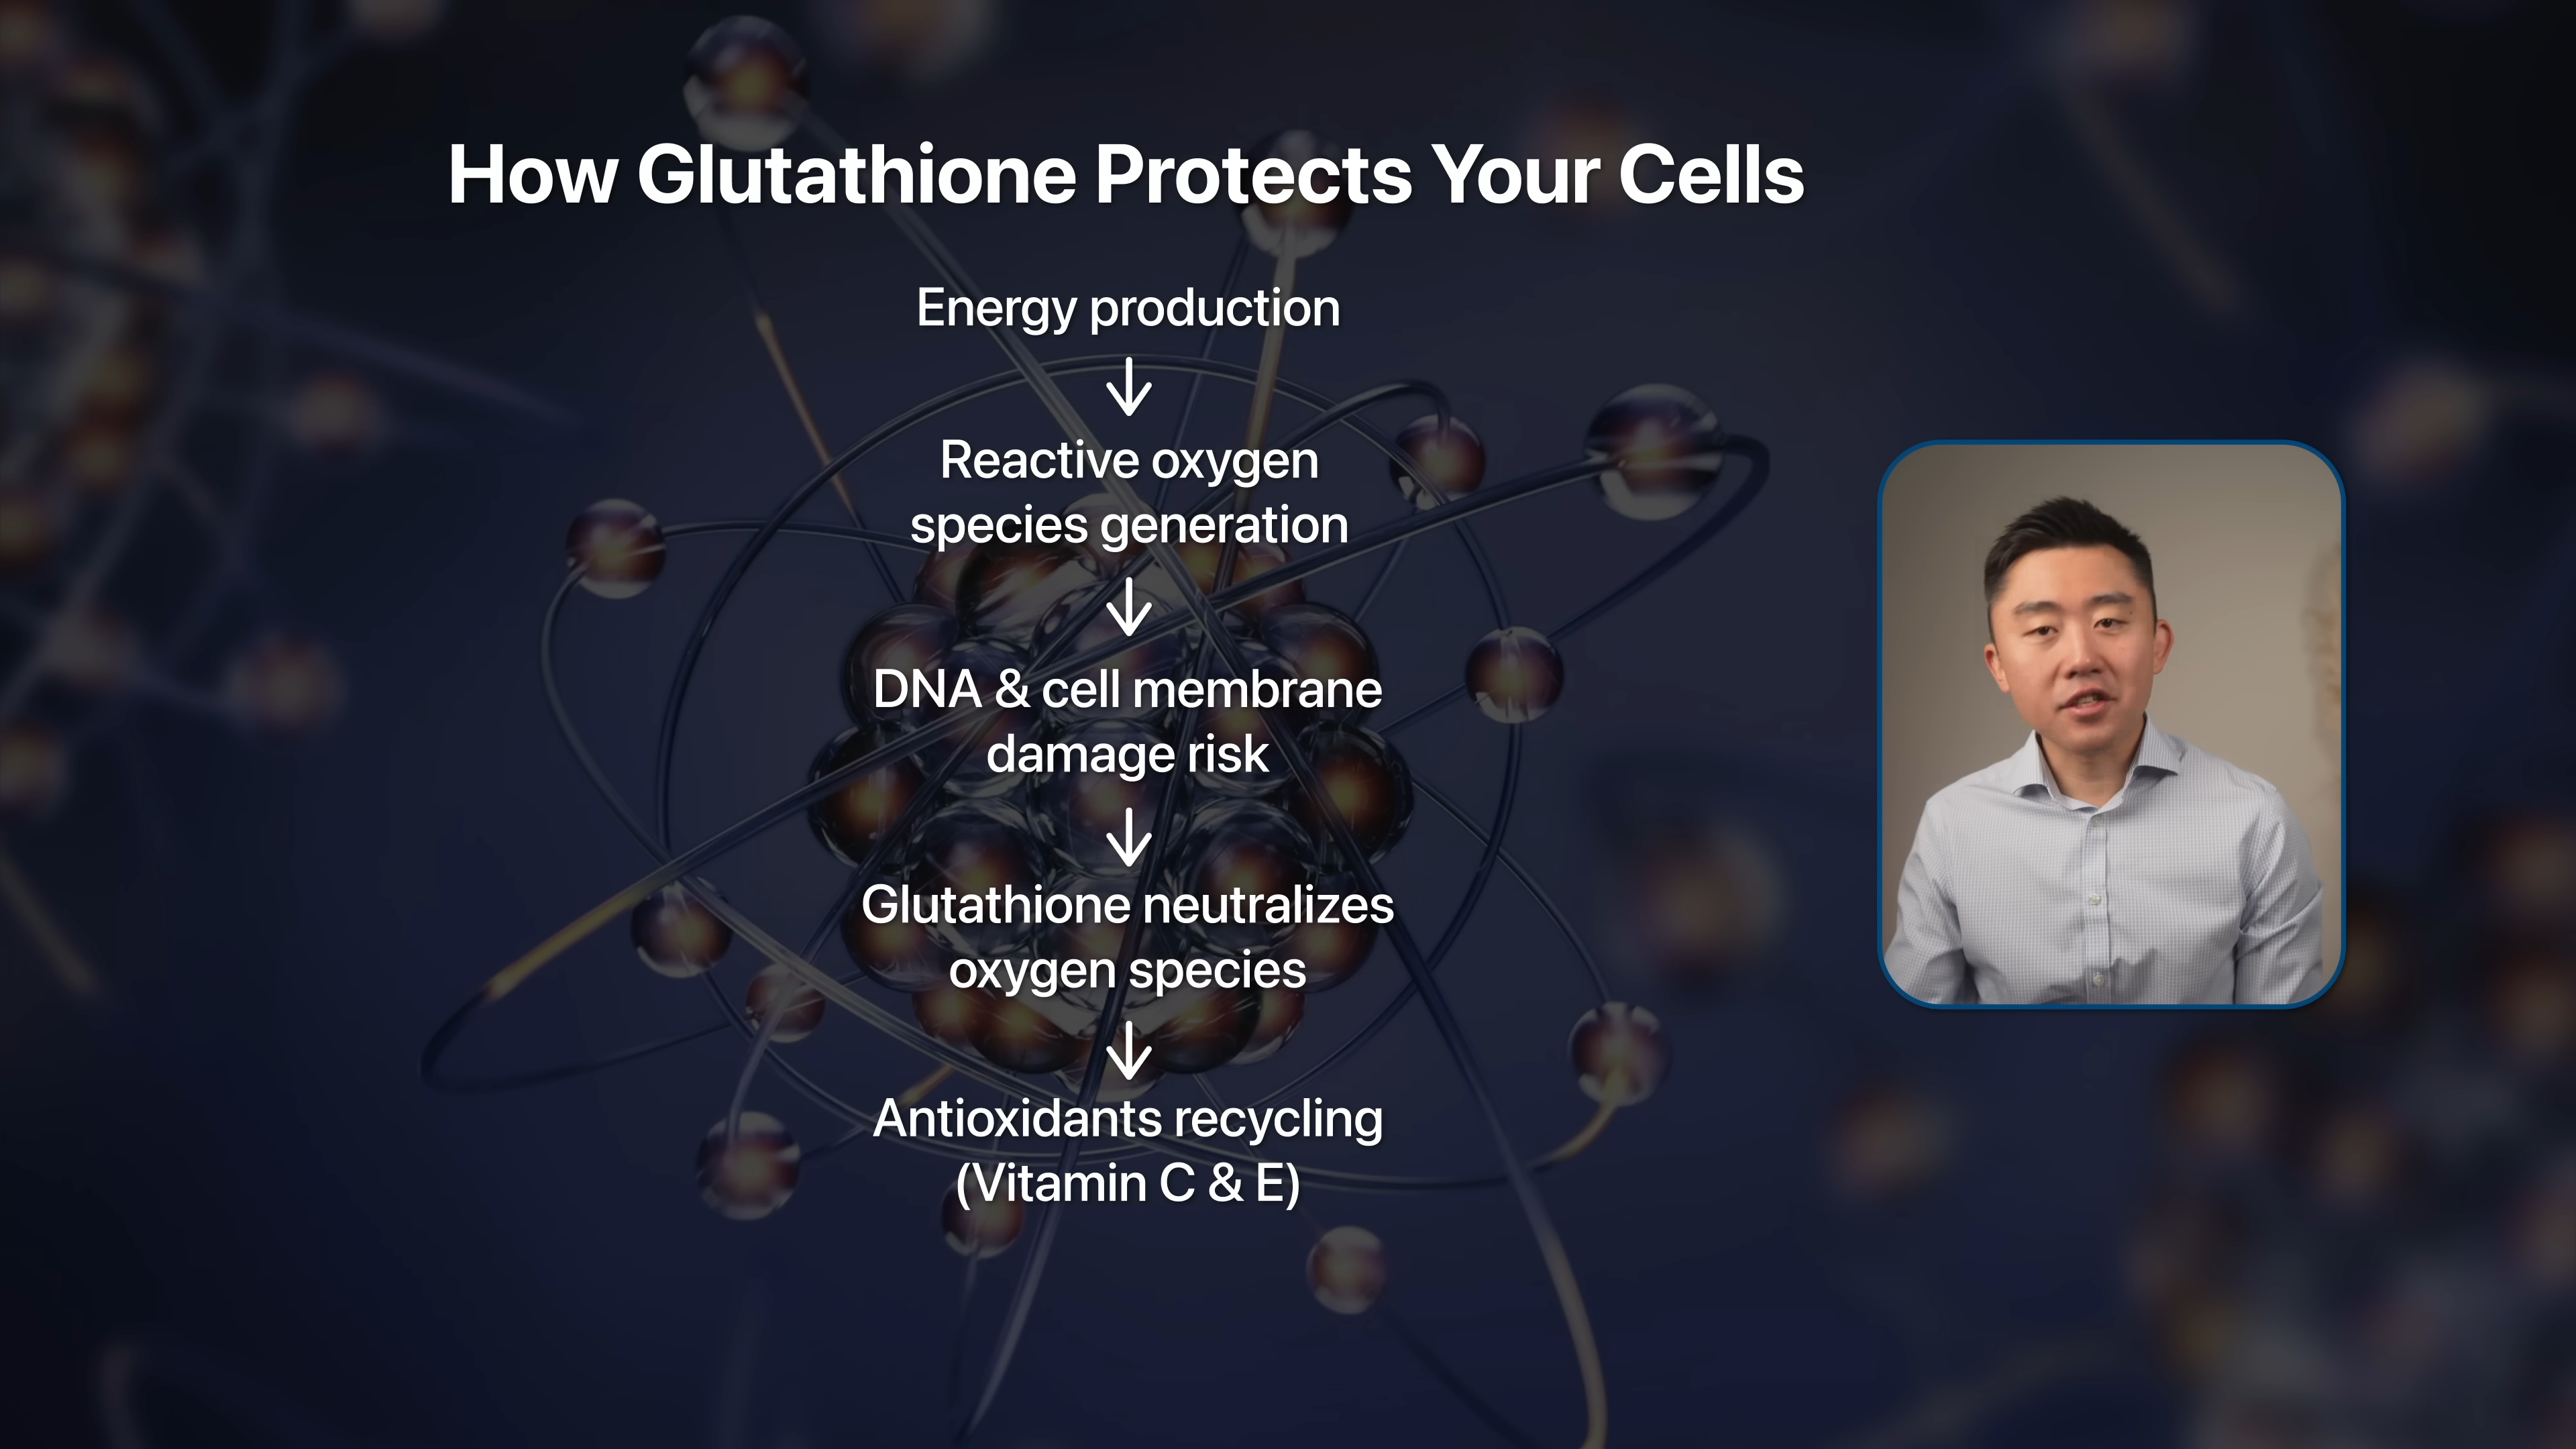 How Glutathione Protects Your Cells
Energy production
Reactive oxygen
species generation
DNA & cell membrane
damage risk
Glutathione neutralizes
oxygen species
Antioxidants recycling
(Vitamin C & E)